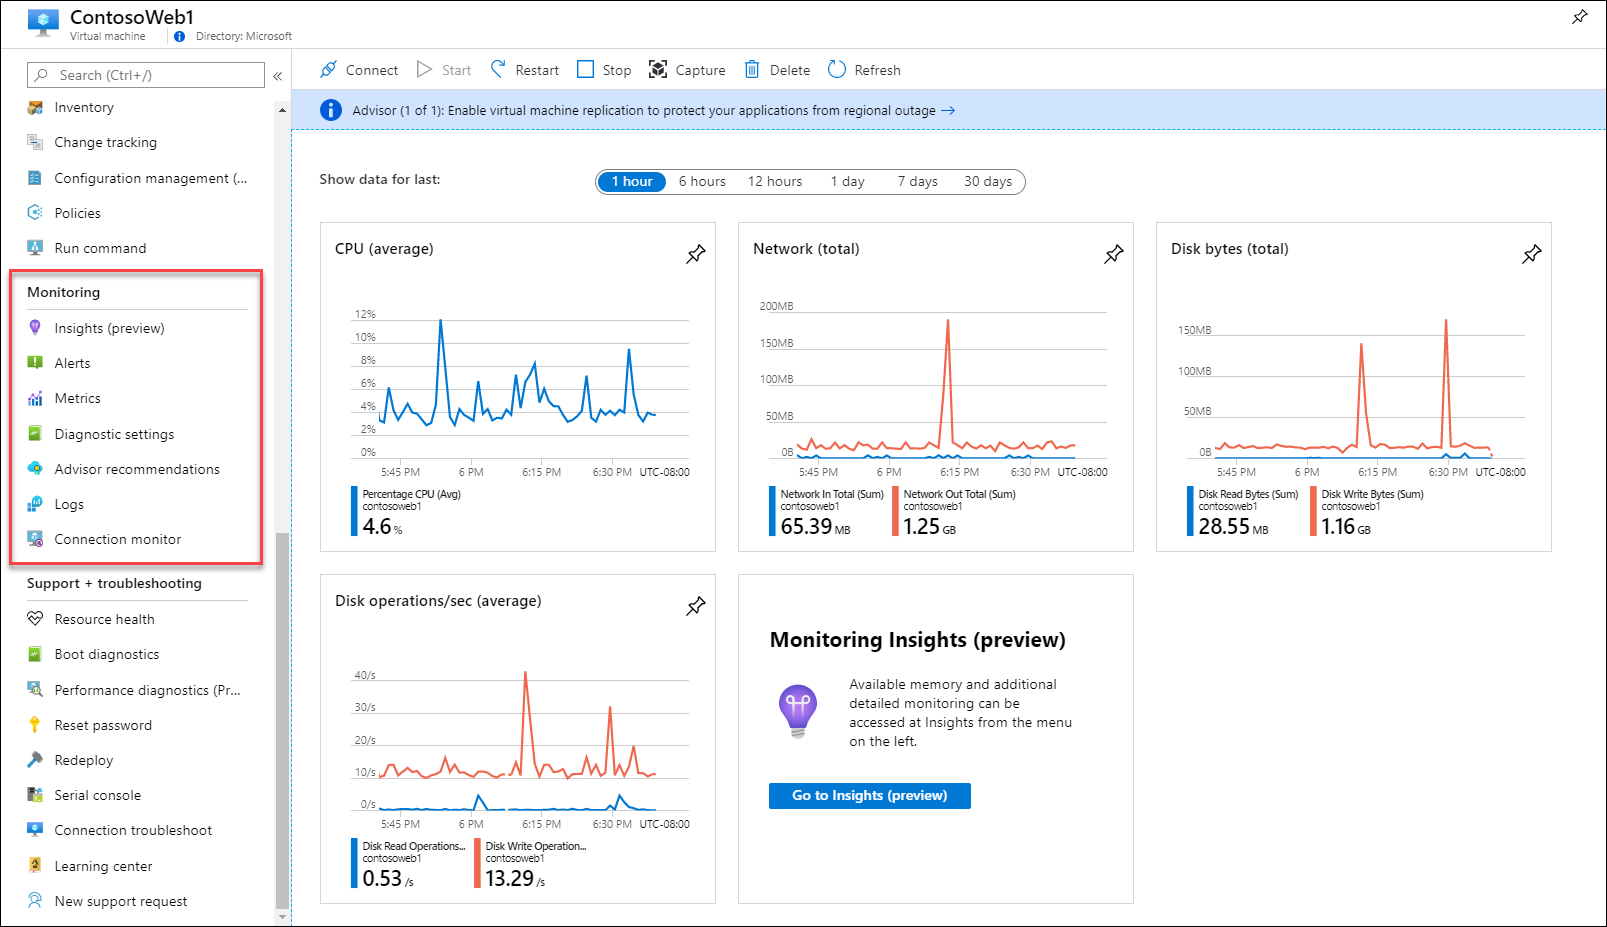 ContosoWeb1
Virtual machine
Directory: Microsoft
Search (Ctrl+/)
«
Inventory
Change tracking
Configuration management (...
Policies
Run command
Monitoring
Insights (preview)
Alerts
Metrics
Diagnostic settings
Advisor recommendations
Logs
Connection monitor
Support + troubleshooting
Resource health
Boot diagnostics
Performance diagnostics (Pr...
Reset password
Redeploy
Serial console
Connection troubleshoot
Learning center
New support request
Connect Start Restart Stop Capture Delete Refresh
Advisor (1 of 1): Enable virtual machine replication to protect your applications from regional outage →
Show data for last:
1 hour 6 hours 12 hours 1 day 7 days 30 days
CPU (average)
12%
10%
8%
6%
4%
2%
0%
5:45 PM 6 PM 6:15 PM 6:30 PM UTC-08:00
Percentage CPU (Avg)
contosoweb1
4.6 %
Network (total)
200MB
150MB
100MB
50MB
0B
5:45 PM 6 PM 6:15 PM 6:30 PM UTC-08:00
Network In Total (Sum)
contosoweb1
65.39 MB
Network Out Total (Sum)
contosoweb1
1.25 GB
Disk bytes (total)
150MB
100MB
50MB
0B
5:45 PM 6 PM 6:15 PM 6:30 PM UTC-08:00
Disk Read Bytes (Sum)
contosoweb1
28.55 MB
Disk Write Bytes (Sum)
contosoweb1
1.16 GB
Disk operations/sec (average)
40/s
30/s
20/s
10/s
0/s
5:45 PM 6 PM 6:15 PM 6:30 PM UTC-08:00
Disk Read Operations...
contosoweb1
0.53 /s
Disk Write Operation...
contosoweb1
13.29 /s
Monitoring Insights (preview)
Available memory and additional
detailed monitoring can be
accessed at Insights from the menu
on the left.
Go to Insights (preview)